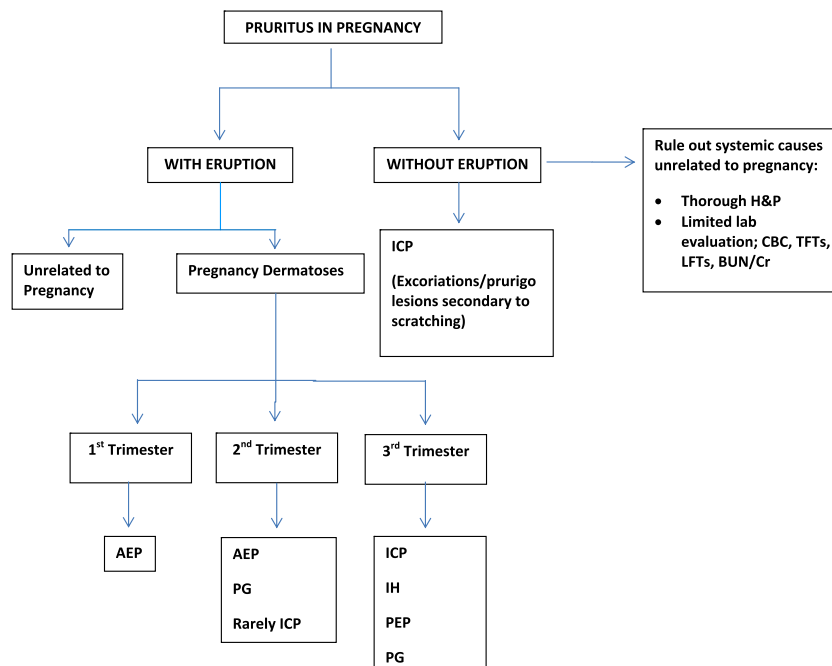 PRURITUS IN PREGNANCY
WITH ERUPTION
WITHOUT ERUPTION
Rule out systemic causes
unrelated to pregnancy:
• Thorough H&P
• Limited lab
evaluation; CBC, TFTs,
LFTs, BUN/Cr
Unrelated to
Pregnancy
Pregnancy Dermatoses
ICP
(Excoriations/prurigo
lesions secondary to
scratching)
1st Trimester
2nd Trimester
3rd Trimester
AEP
AEP
PG
Rarely ICP
ICP
IH
PEP
PG